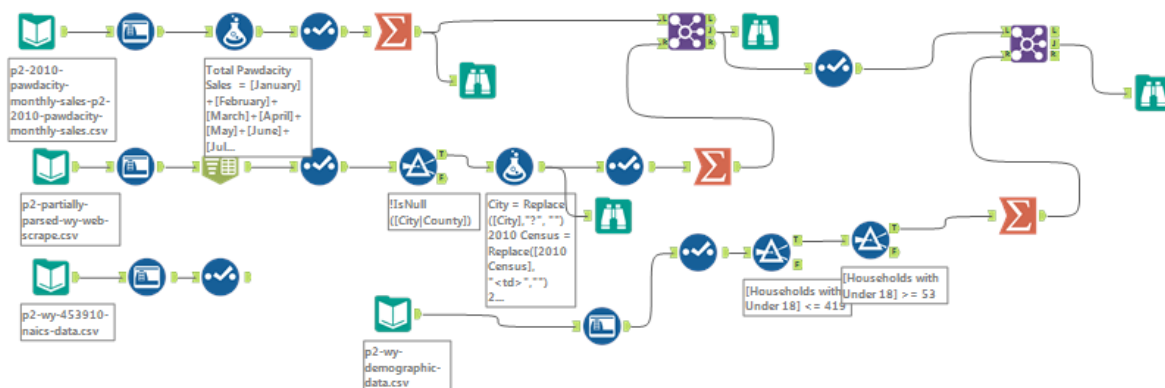 p2-2010-
pawdacity-
monthly-sales-p2-
2010-pawdacity-
monthly-sales.csv
Total Pawdacity
Sales = [January]
+[February]+
[March]+[April]+
[May]+[June]+
[Jul...
L
R
L
J
R
L
R
L
J
R
p2-partially-
parsed-wy-web-
scrape.csv
T
F
!IsNull
([City|County])
City = Replace
([City],"?", "")
2010 Census =
Replace([2010
Census],
"<td>","")
2...
p2-wy-453910-
naics-data.csv
p2-wy-
demographic-
data.csv
T
F
[Households with
Under 18] <= 419
T
F
[Households with
Under 18] >= 53